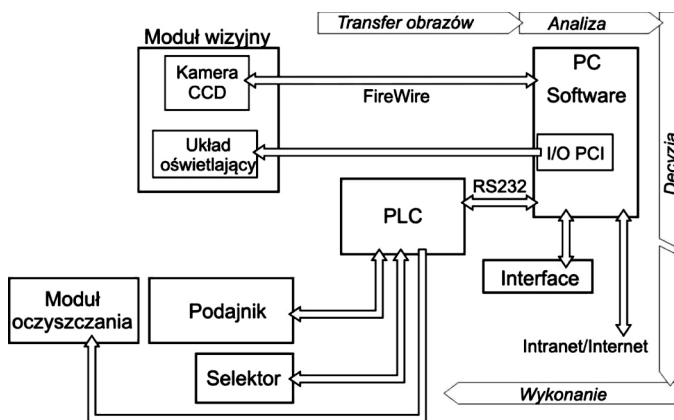 Transfer obrazów
Analiza
Moduł wizyjny
Kamera
CCD
FireWire
PC
Software
Układ
oświetlający
I/O PCI
Decyzja
RS232
PLC
Interface
Moduł
oczyszczania
Podajnik
Selektor
Intranet/Internet
Wykonanie